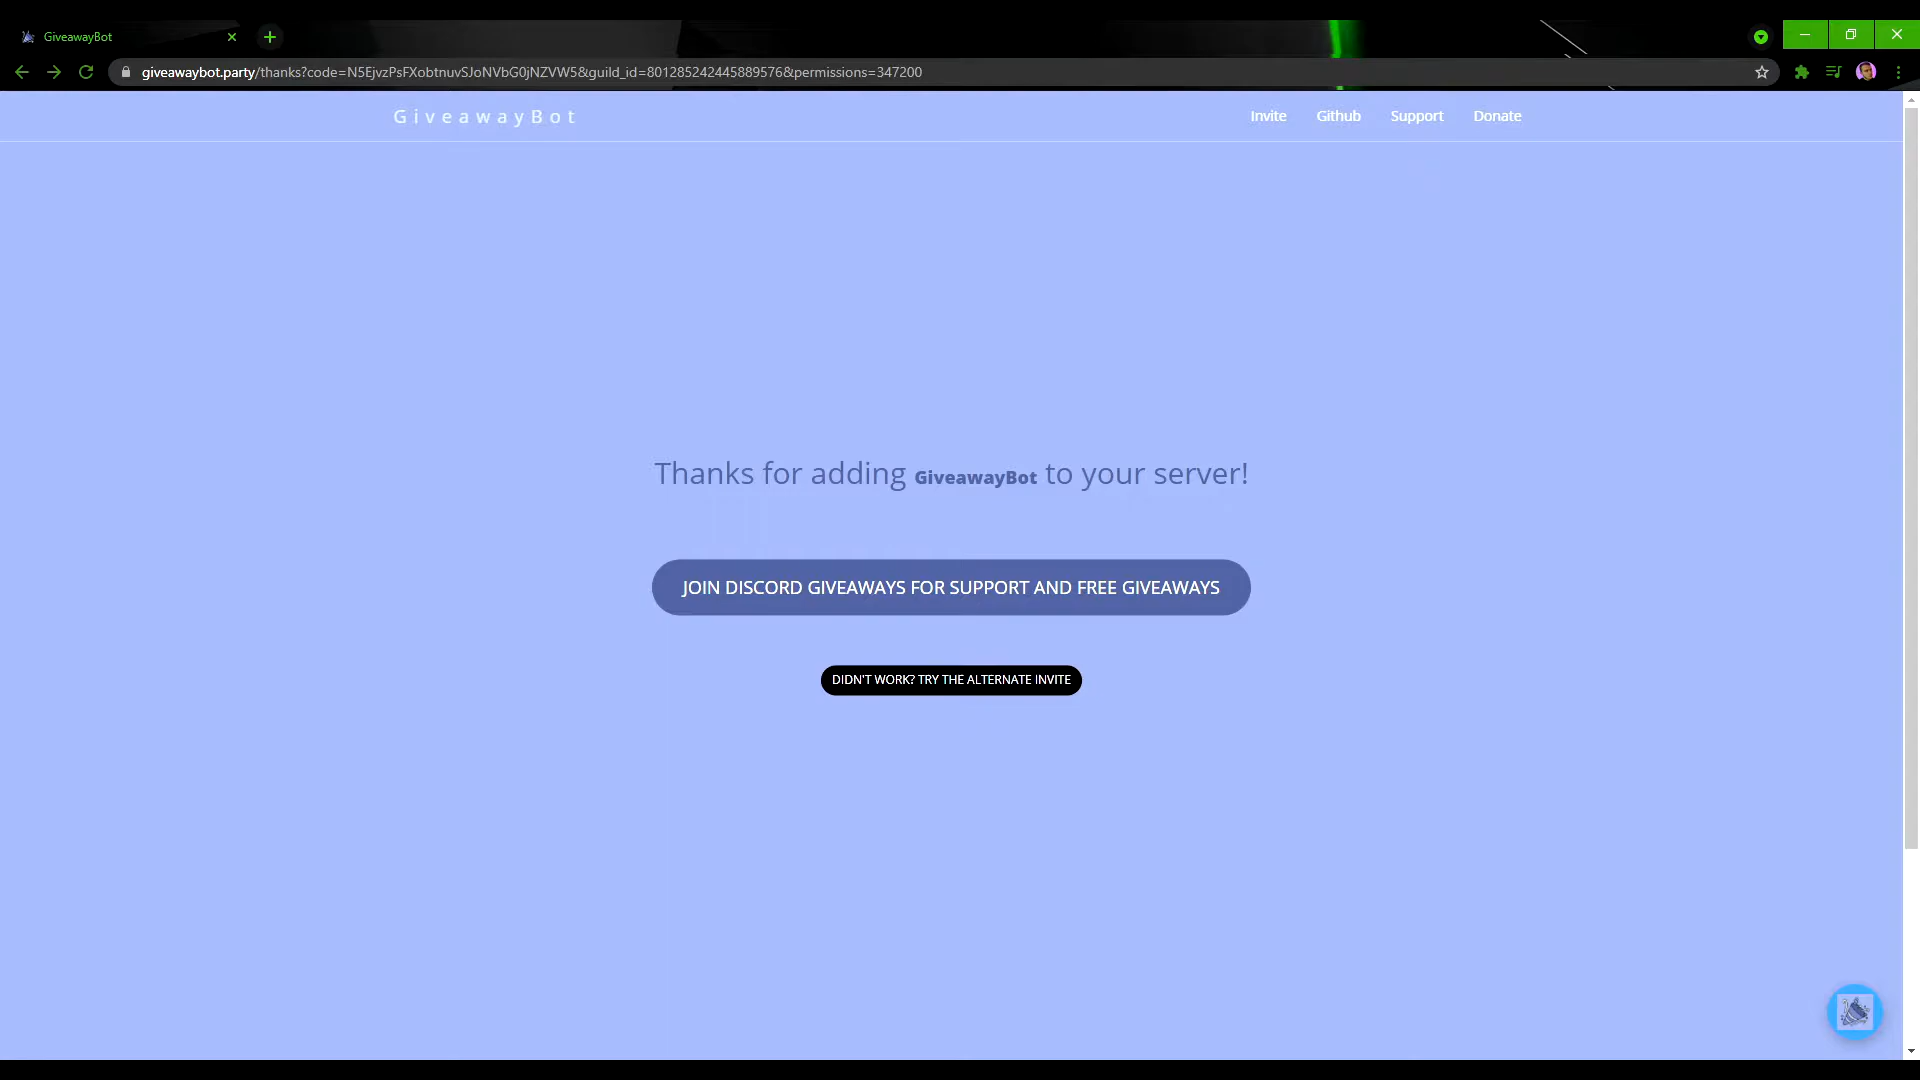 GiveawayBot
giveawaybot.party/thanks?code=N5EjvzPsFXobtnuvSJoNVbG0jNZVW5&guild_id=801285242445889576&permissions=347200
GiveawayBot
Invite
Github
Support
Donate
Thanks for adding GiveawayBot to your server!
JOIN DISCORD GIVEAWAYS FOR SUPPORT AND FREE GIVEAWAYS
DIDN'T WORK? TRY THE ALTERNATE INVITE